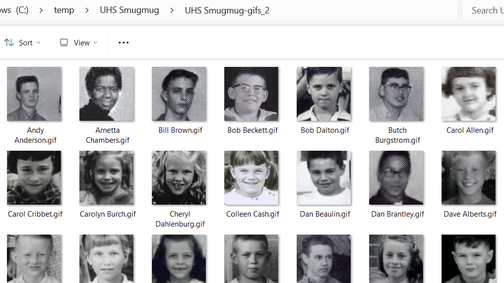 ows (C:) > temp > UHS Smugmug > UHS Smugmug-gifs_2 Search U
Sort View ...
Andy Anderson.gif
Arnetta Chambers.gif
Bill Brown.gif
Bob Beckett.gif
Bob Dalton.gif
Butch Burgstrom.gif
Carol Allen.gif
Carol Cribbet.gif
Carolyn Burch.gif
Cheryl Dahlenburg.gif
Colleen Cash.gif
Dan Beaulin.gif
Dan Brantley.gif
Dave Alberts.gif